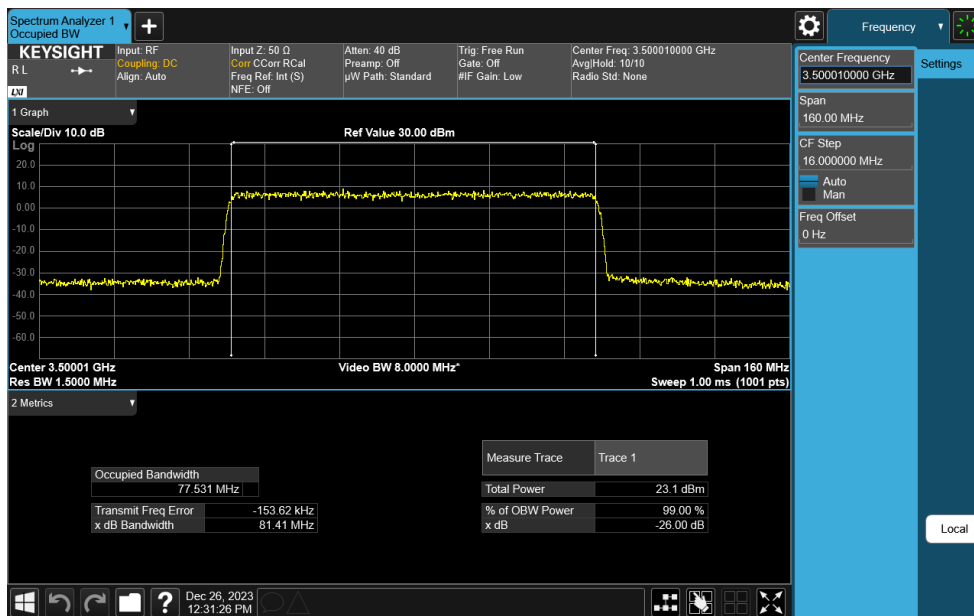 Spectrum Analyzer 1
Occupied BW
Frequency
KEYSIGHT
R L
LXI
Input: RF
Coupling: DC
Align: Auto
Input Z: 50 Ω
Corr CCorr RCal
Freq Ref: Int (S)
NFE: Off
Atten: 40 dB
Preamp: Off
µW Path: Standard
Trig: Free Run
Gate: Off
#IF Gain: Low
Center Freq: 3.500010000 GHz
Avg|Hold: 10/10
Radio Std: None
Center Frequency
3.500010000 GHz
Settings
Span
160.00 MHz
CF Step
16.000000 MHz
Auto
Man
Freq Offset
0 Hz
1 Graph
Scale/Div 10.0 dB
Ref Value 30.00 dBm
Log
20.0
10.0
0.00
-10.0
-20.0
-30.0
-40.0
-50.0
-60.0
Center 3.50001 GHz
Video BW 8.0000 MHz*
Span 160 MHz
Res BW 1.5000 MHz
Sweep 1.00 ms (1001 pts)
2 Metrics
Measure Trace
Trace 1
Occupied Bandwidth
77.531 MHz
Total Power
23.1 dBm
Transmit Freq Error
-153.62 kHz
% of OBW Power
99.00 %
x dB Bandwidth
81.41 MHz
x dB
-26.00 dB
Local
?
Dec 26, 2023
12:31:26 PM